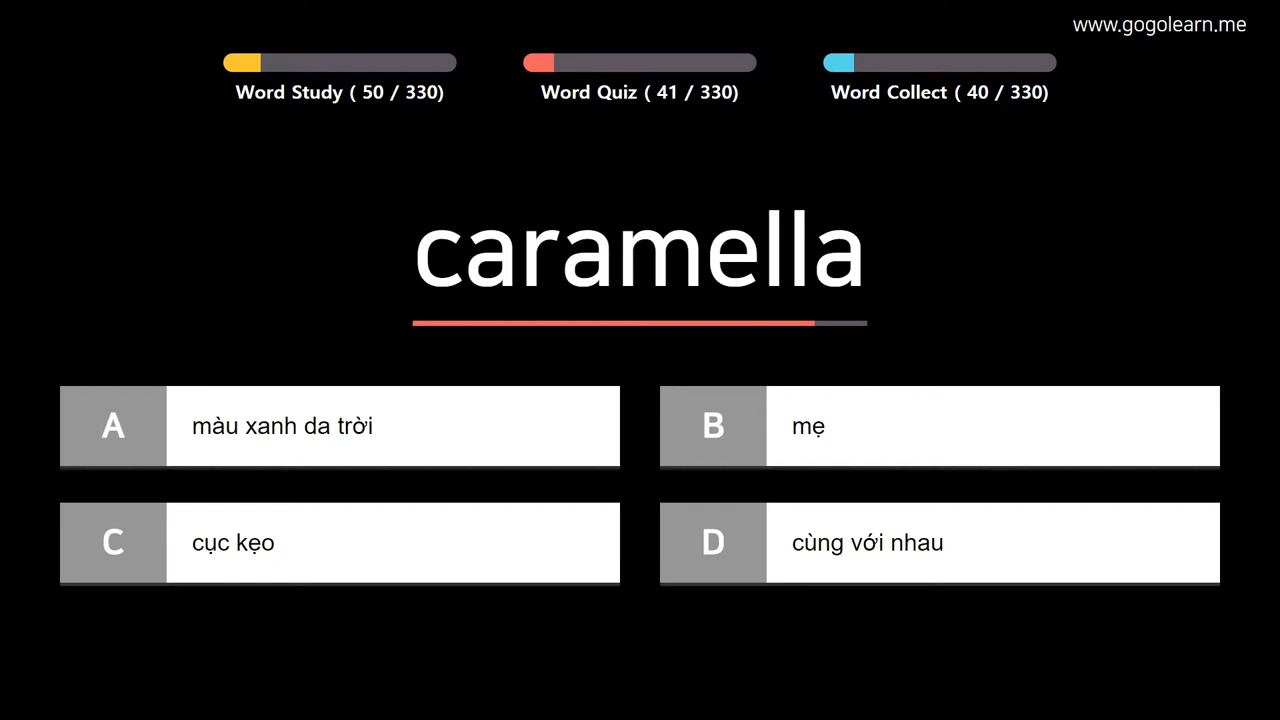 www.gogolearn.me
Word Study ( 50 / 330)
Word Quiz ( 41 / 330)
Word Collect ( 40 / 330)
caramella
A màu xanh da trời
B mẹ
C cục kẹo
D cùng với nhau